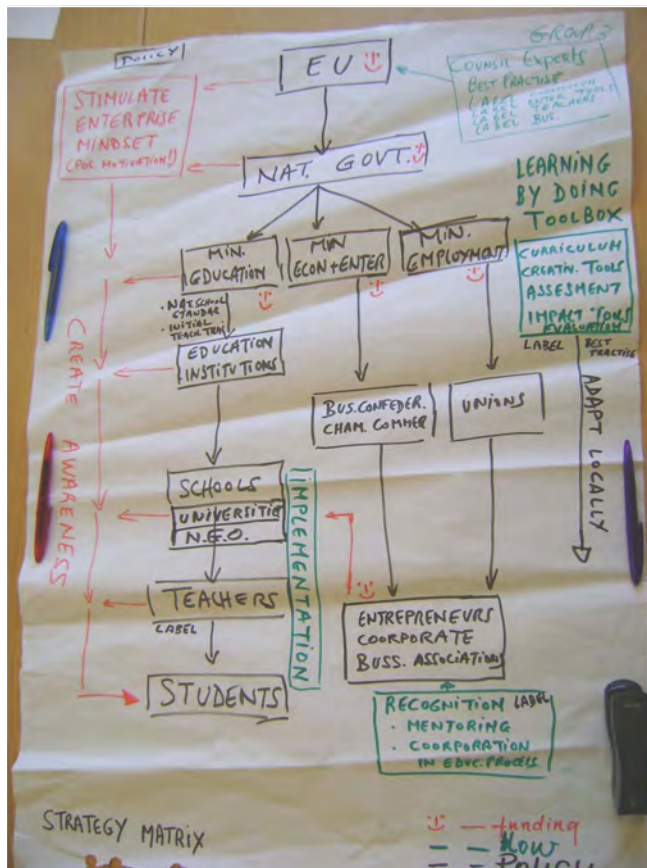 GROUP 3
POLICY
EU
COUNSIL EXPERTS
BEST PRACTISE
LABEL CURRICULUM
LABEL ENTER TOOLS
LABEL TEACHERS
LABEL BUS.
STIMULATE
ENTERPRISE
MINDSET
(POS. MOTIVATION!!)
NAT. GOVT.
LEARNING
BY DOING
TOOLBOX
MIN.
EDUCATION
MIN
ECON + ENTER
MIN.
EMPLOYMENT
CURRICULUM
CREATIV. TOOLS
ASSESMENT
IMPACT TOOLS
EVALUATION
LABEL
BEST PRACTISE
• NAT. SCHOOL
STANDAR
• INITIAL
TEACH. TRAI
EDUCATION
INSTITUTIONS
CREATE AWARENESS
BUS. CONFEDER.
CHAM. COMMER
UNIONS
ADAPT LOCALLY
SCHOOLS
UNIVERSITIE
N.G.O.
IMPLEMENTATION
TEACHERS
LABEL
STUDENTS
ENTREPRENEURS
COORPORATE
BUSS. ASSOCIATIONS
RECOGNITION LABEL
• MENTORING
• COORPORATION
IN EDUC. PROCESS
STRATEGY MATRIX
— funding
— — How
— — Policy